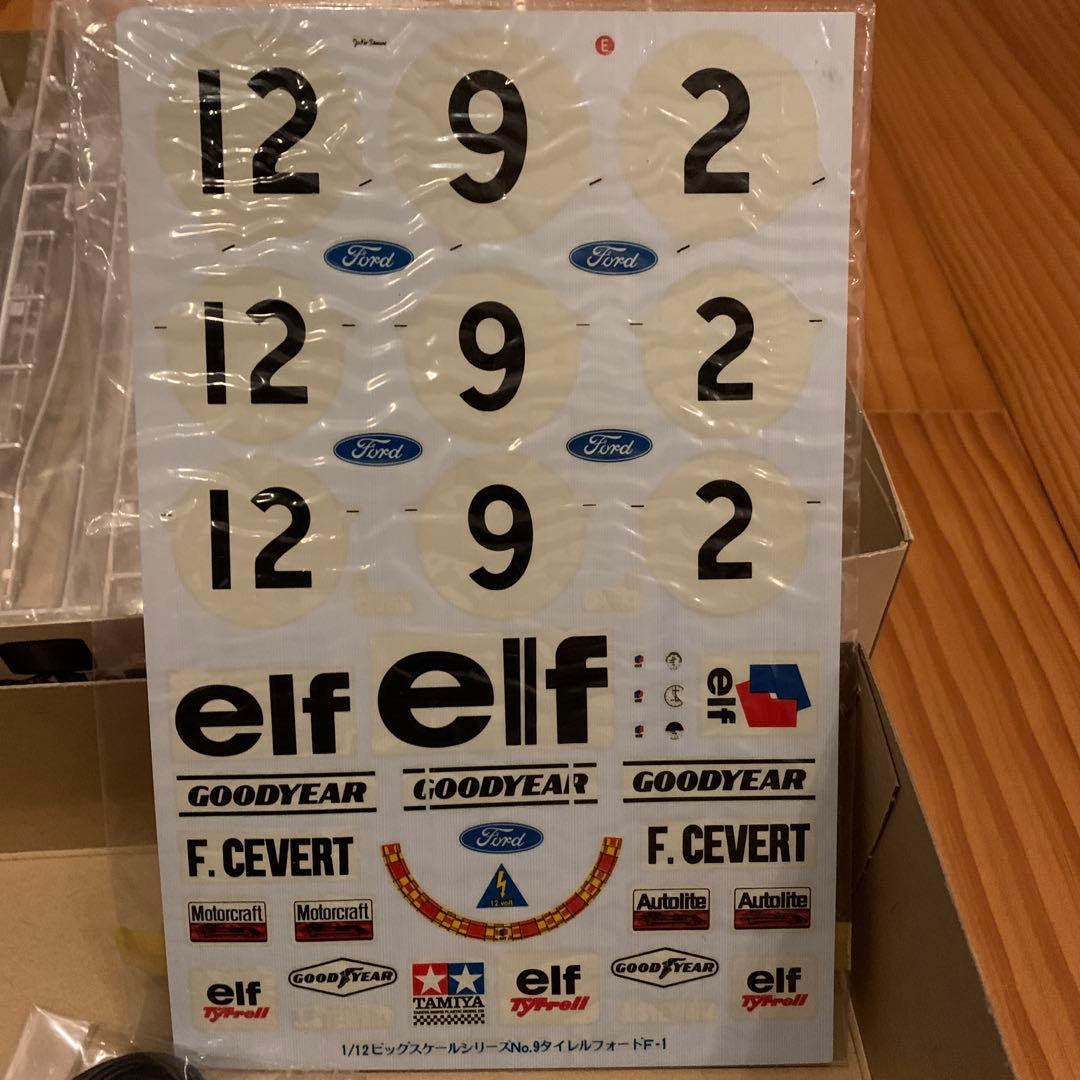 E
12 9 2
Ford Ford
12 9 2
Ford Ford
12 9 2
elf elf elf
GOODYEAR GOODYEAR GOODYEAR
F. CEVERT Ford F. CEVERT
12 volt
Motorcraft Motorcraft Autolite Autolite
GOODYEAR GOODYEAR
elf Tyrrell TAMIYA elf Tyrrell elf Tyrrell
1/12ビッグスケールシリーズNo.9タイレルフォードF-1